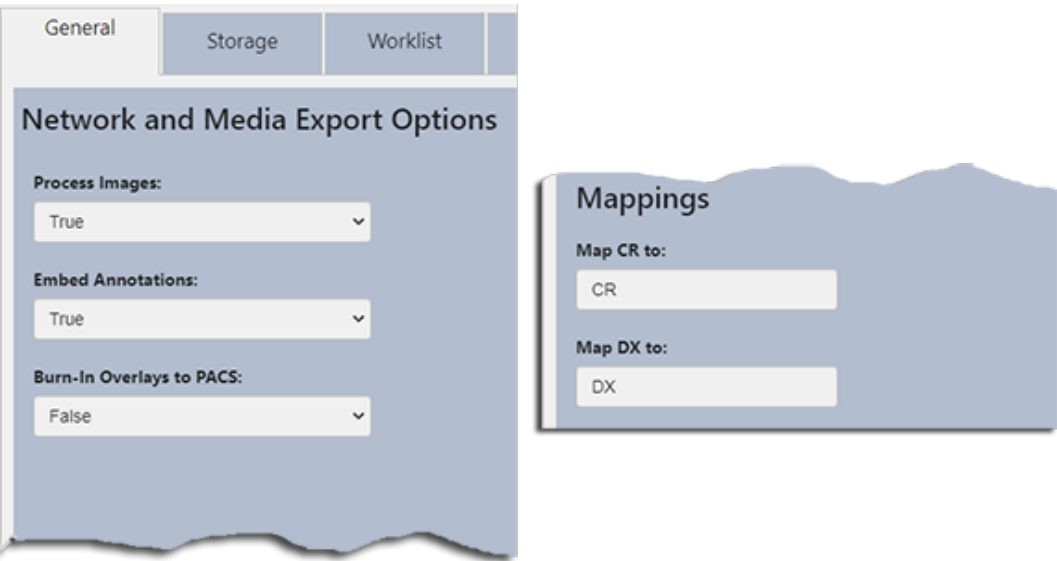 General
Storage
Worklist
Network and Media Export Options
Process Images:
True
Embed Annotations:
True
Burn-In Overlays to PACS:
False
Mappings
Map CR to:
CR
Map DX to:
DX